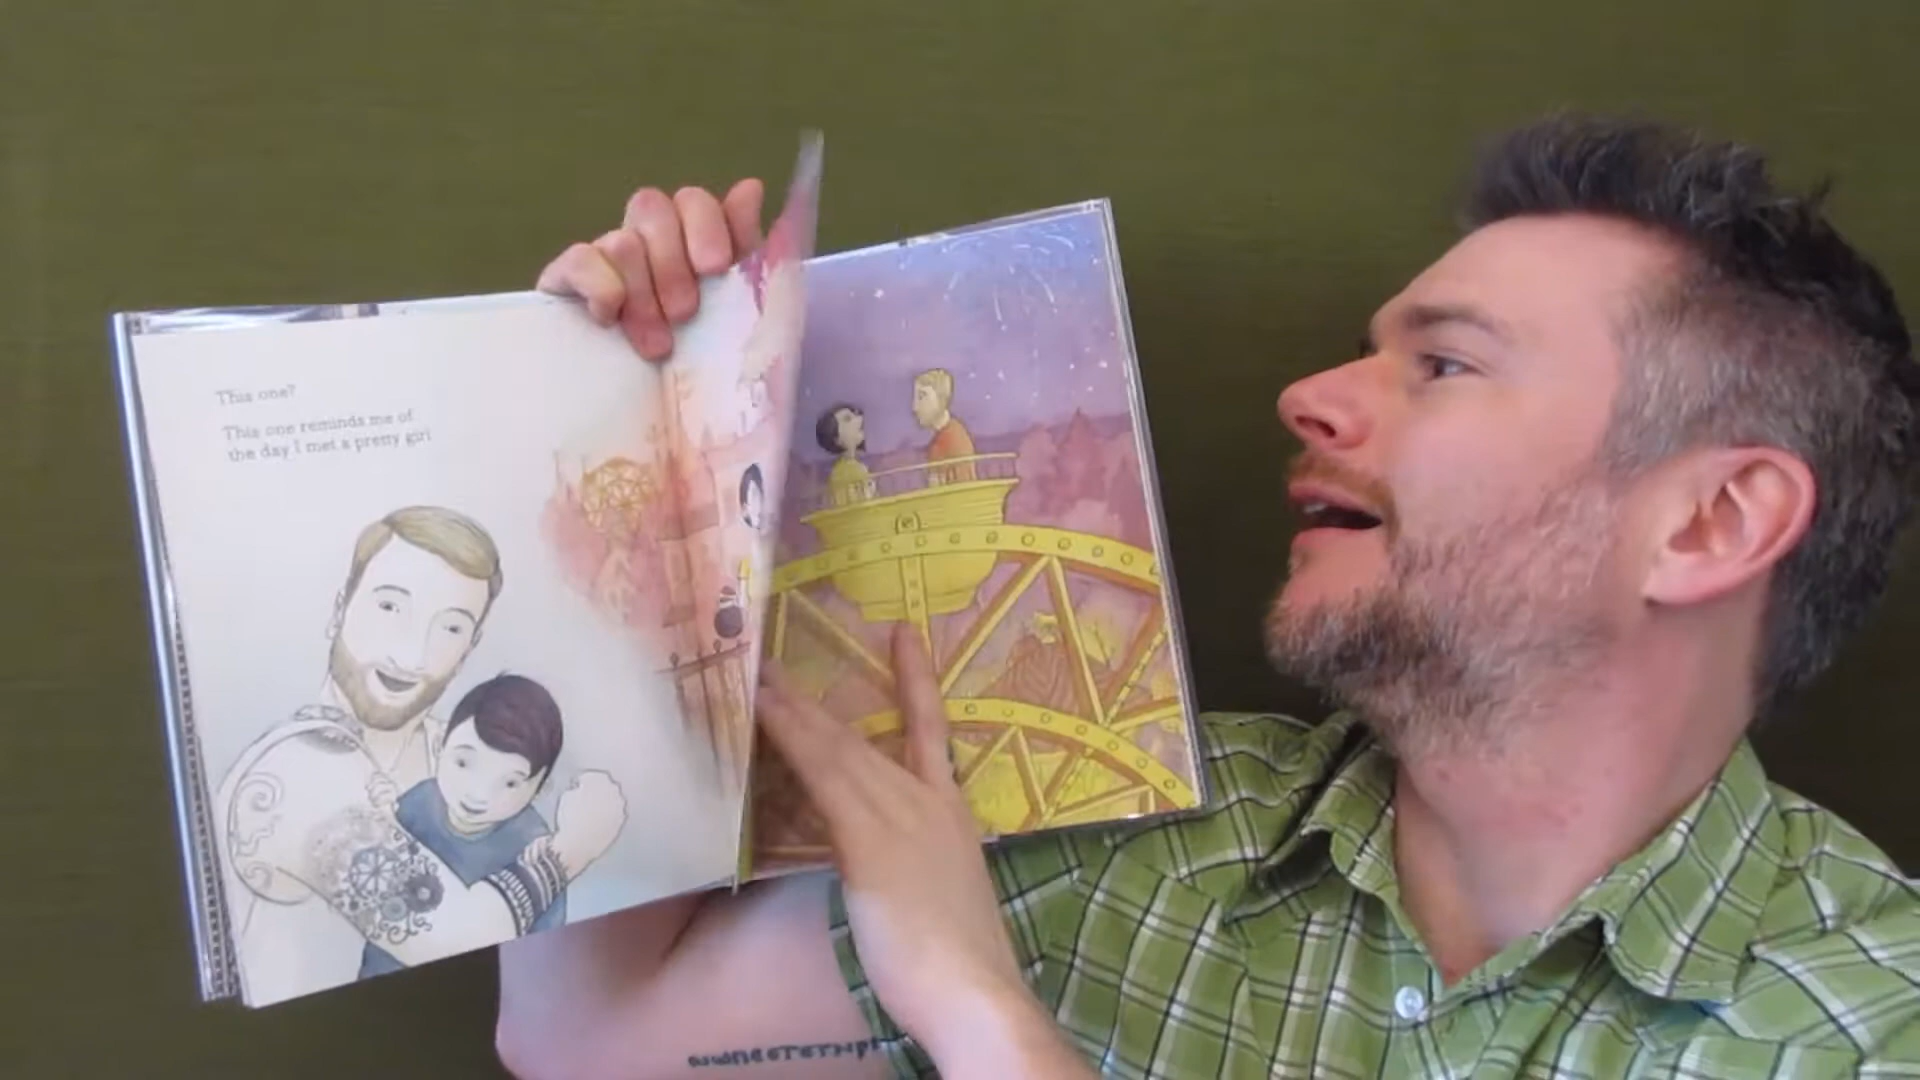 This one?
This one reminds me of
the day I met a pretty girl